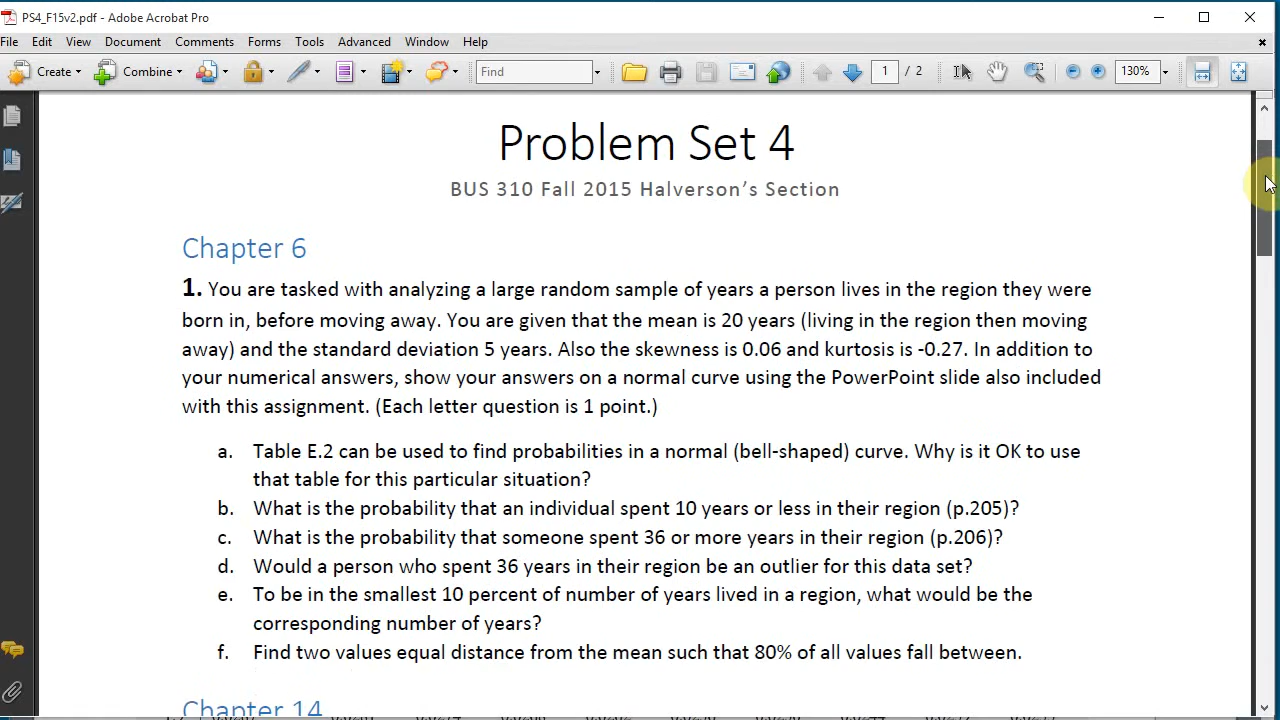 PS4_F15v2.pdf - Adobe Acrobat Pro
File Edit View Document Comments Forms Tools Advanced Window Help
Create Combine Find 1 / 2 130%
Problem Set 4
BUS 310 Fall 2015 Halverson's Section
Chapter 6
1. You are tasked with analyzing a large random sample of years a person lives in the region they were
born in, before moving away. You are given that the mean is 20 years (living in the region then moving
away) and the standard deviation 5 years. Also the skewness is 0.06 and kurtosis is -0.27. In addition to
your numerical answers, show your answers on a normal curve using the PowerPoint slide also included
with this assignment. (Each letter question is 1 point.)
a. Table E.2 can be used to find probabilities in a normal (bell-shaped) curve. Why is it OK to use
that table for this particular situation?
b. What is the probability that an individual spent 10 years or less in their region (p.205)?
c. What is the probability that someone spent 36 or more years in their region (p.206)?
d. Would a person who spent 36 years in their region be an outlier for this data set?
e. To be in the smallest 10 percent of number of years lived in a region, what would be the
corresponding number of years?
f. Find two values equal distance from the mean such that 80% of all values fall between.
Chapter 14